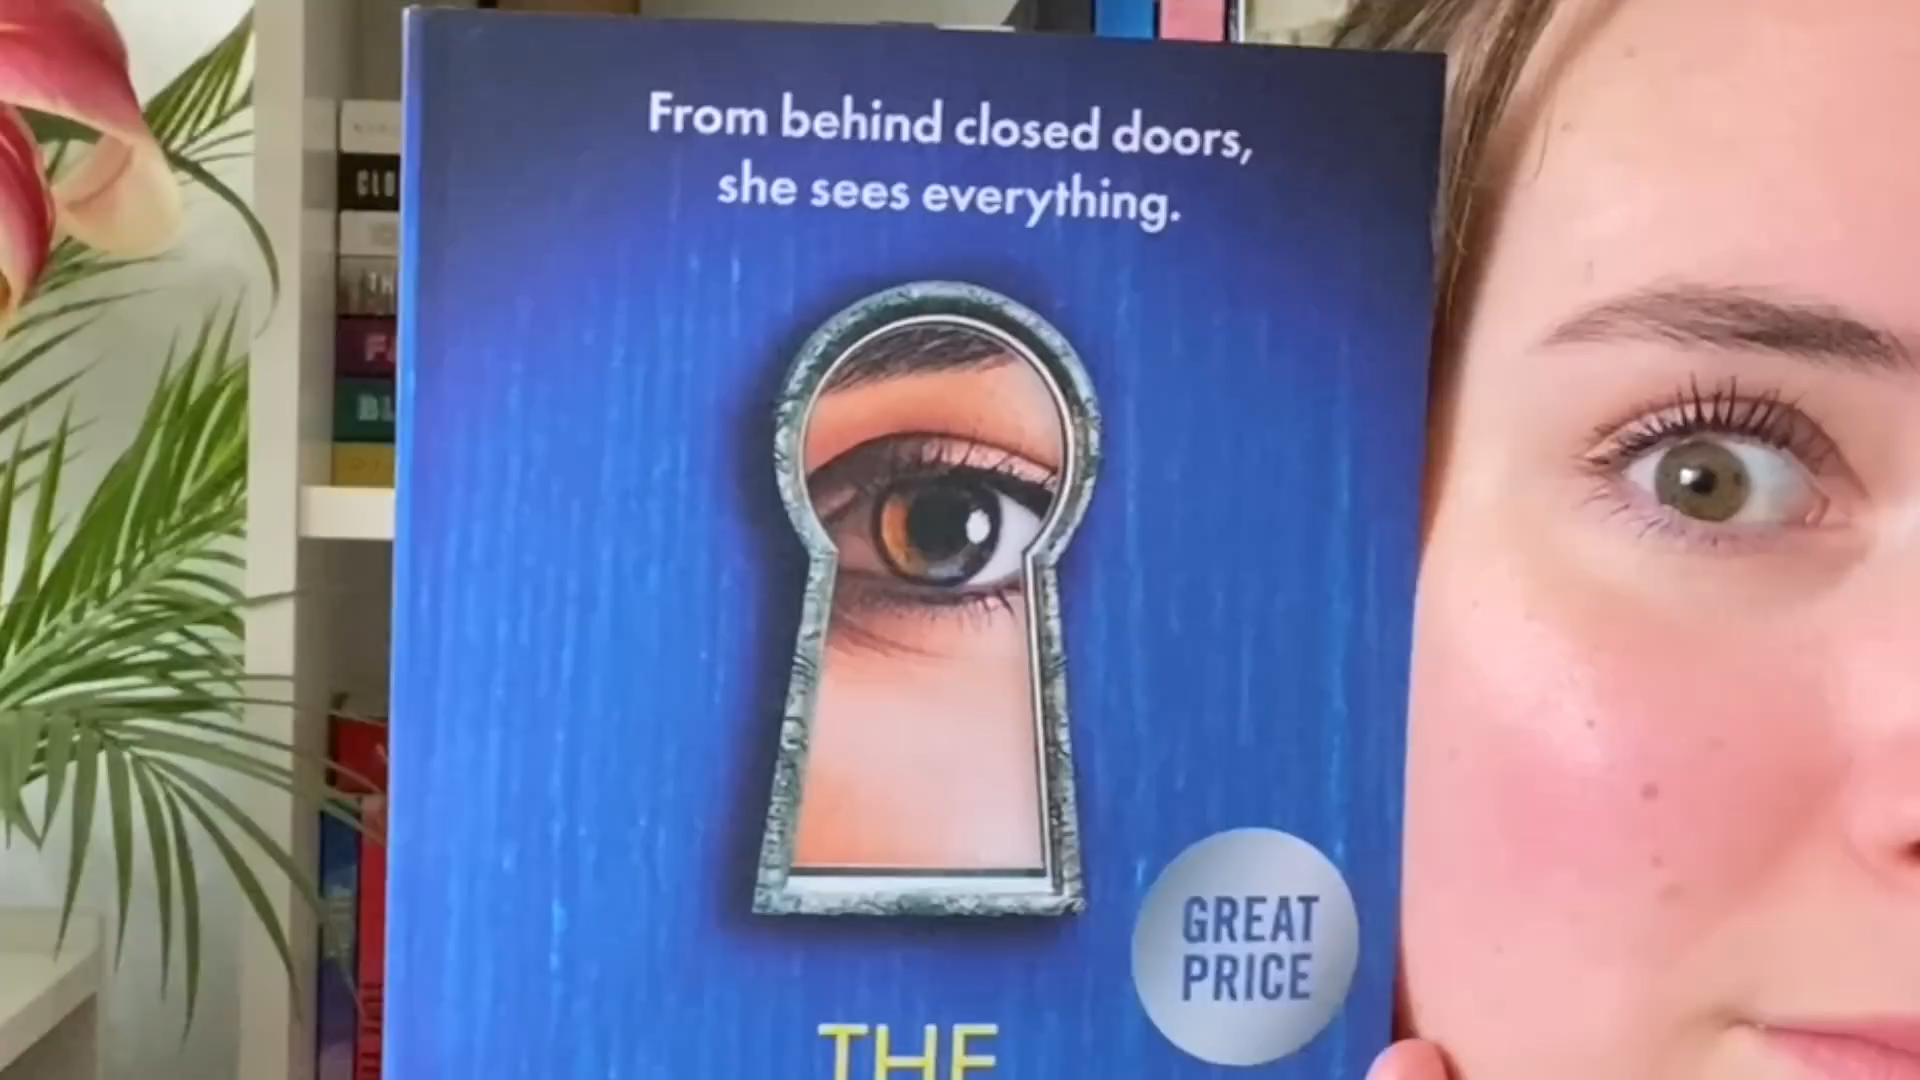 From behind closed doors,
she sees everything.
GREAT
PRICE
THE